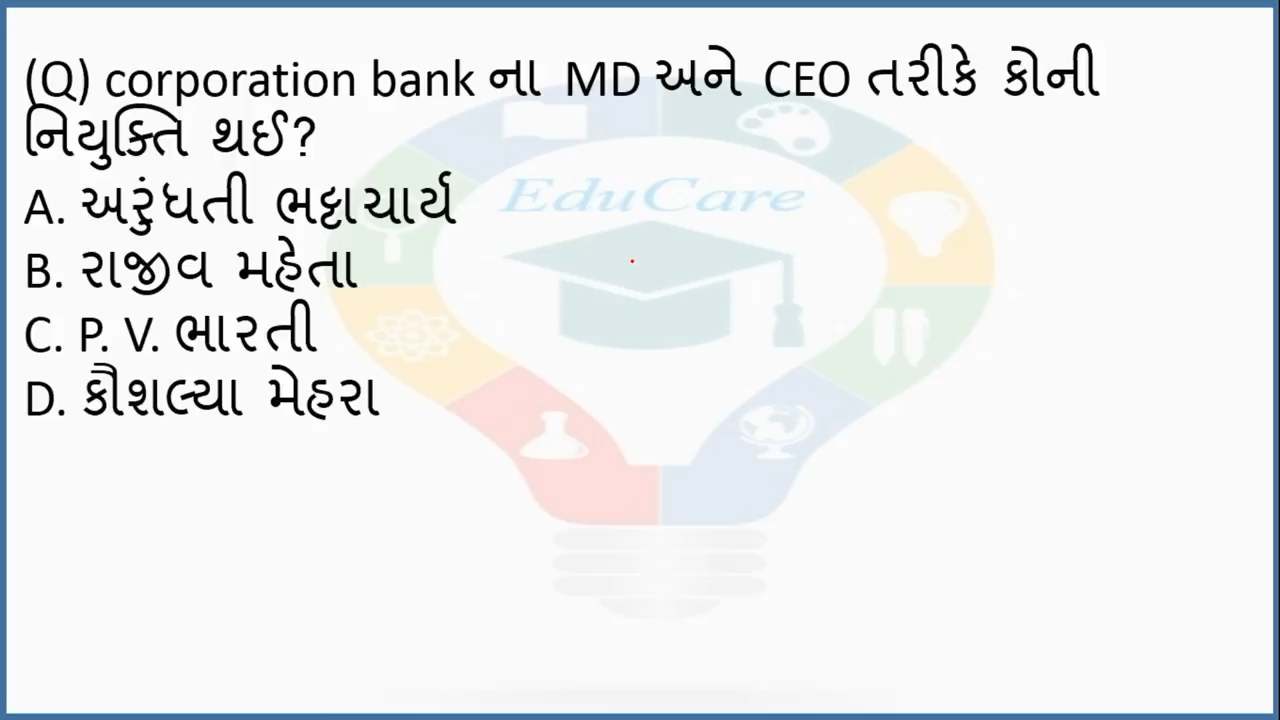 (Q) corporation bank ના MD અને CEO તરીકે કોની
નિયુક્તિ થઈ?
A. અરુંધતી ભટ્ટાચાર્ય
EduCare
B. રાજીવ મહેતા
C. P. V. ભારતી
D. કૌશલ્યા મેહરા